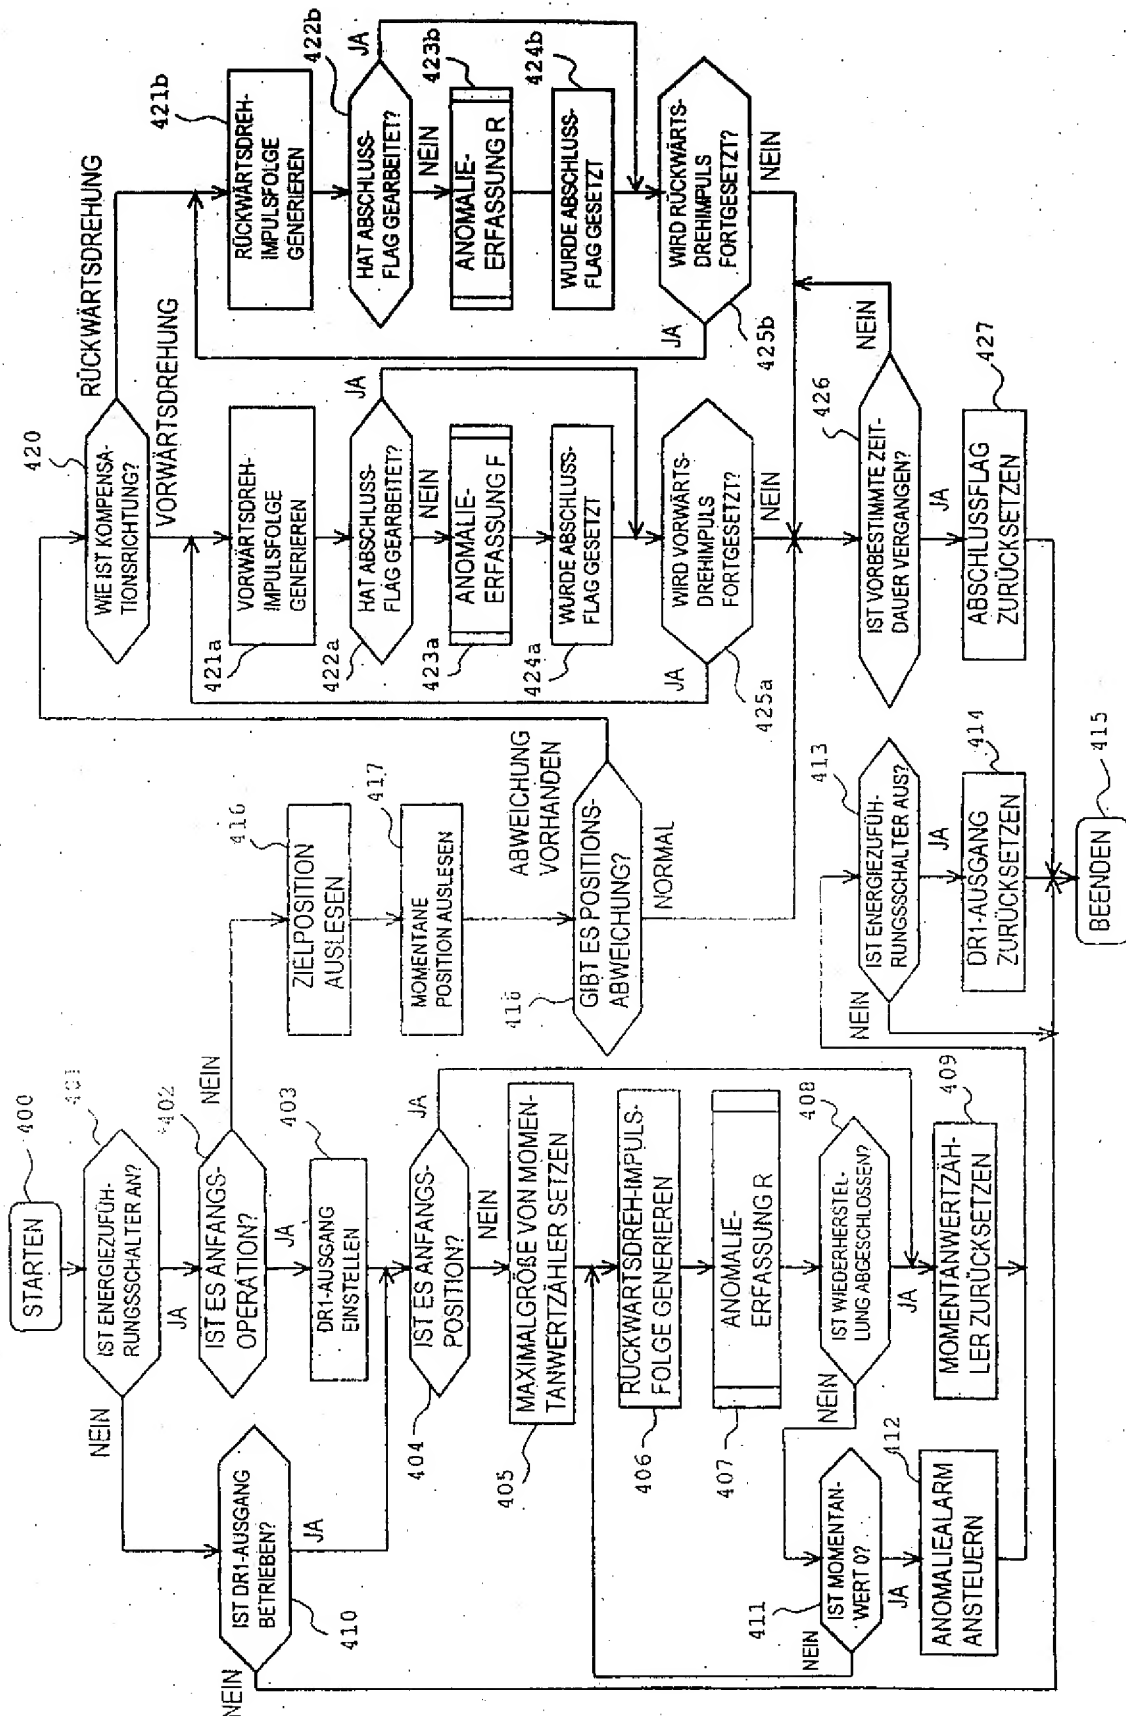 STARTEN
400
401
IST ENERGIEZUFÜH-
RUNGSSCHALTER AN?
NEIN
JA
402
IST ES ANFANGS-
OPERATION?
NEIN
JA
403
DR1-AUSGANG
EINSTELLEN
IST DR1-AUSGANG
BETRIEBEN?
410
NEIN
JA
404
IST ES ANFANGS-
POSITION?
JA
NEIN
405
MAXIMALGRÖßE VON MOMEN-
TANWERTZÄHLER SETZEN
406
RÜCKWÄRTSDREH-IMPULS-
FOLGE GENERIEREN
407
ANOMALIE-
ERFASSUNG R
408
IST WIEDERHERSTEL-
LUNG ABGESCHLOSSEN?
NEIN
JA
409
MOMENTANWERTZÄH-
LER ZURÜCKSETZEN
411
IST MOMENTAN-
WERT 0?
NEIN
JA
412
ANOMALIEALARM
ANSTEUERN
416
ZIELPOSITION
AUSLESEN
417
MOMENTANE
POSITION AUSLESEN
418
GIBT ES POSITIONS-
ABWEICHUNG?
ABWEICHUNG
VORHANDEN
NORMAL
413
IST ENERGIEZUFÜH-
RUNGSSCHALTER AUS?
NEIN
JA
414
DR1-AUSGANG
ZURÜCKSETZEN
415
BEENDEN
420
WIE IST KOMPENSA-
TIONSRICHTUNG?
RÜCKWÄRTSDREHUNG
VORWÄRTSDREHUNG
421a
VORWÄRTSDREH-
IMPULSFOLGE
GENERIEREN
422a
HAT ABSCHLUSS-
FLAG GEARBEITET?
JA
NEIN
423a
ANOMALIE-
ERFASSUNG F
424a
WURDE ABSCHLUSS-
FLAG GESETZT
425a
WIRD VORWÄRTS-
DREHIMPULS
FORTGESETZT?
JA
NEIN
421b
RÜCKWÄRTSDREH-
IMPULSFOLGE
GENERIEREN
422b
HAT ABSCHLUSS-
FLAG GEARBEITET?
JA
NEIN
423b
ANOMALIE-
ERFASSUNG R
424b
WURDE ABSCHLUSS-
FLAG GESETZT
425b
WIRD RÜCKWÄRTS-
DREHIMPULS
FORTGESETZT?
JA
NEIN
426
IST VORBESTIMMTE ZEIT-
DAUER VERGANGEN?
NEIN
JA
427
ABSCHLUSSFLAG
ZURÜCKSETZEN